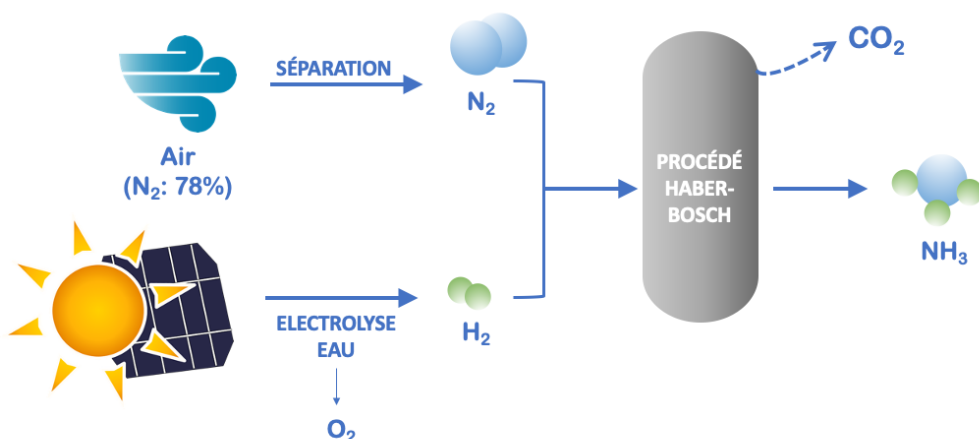 SÉPARATION
N₂
CO₂
Air
(N₂: 78%)
PROCÉDÉ
HABER-
BOSCH
NH₃
ELECTROLYSE
EAU
H₂
O₂